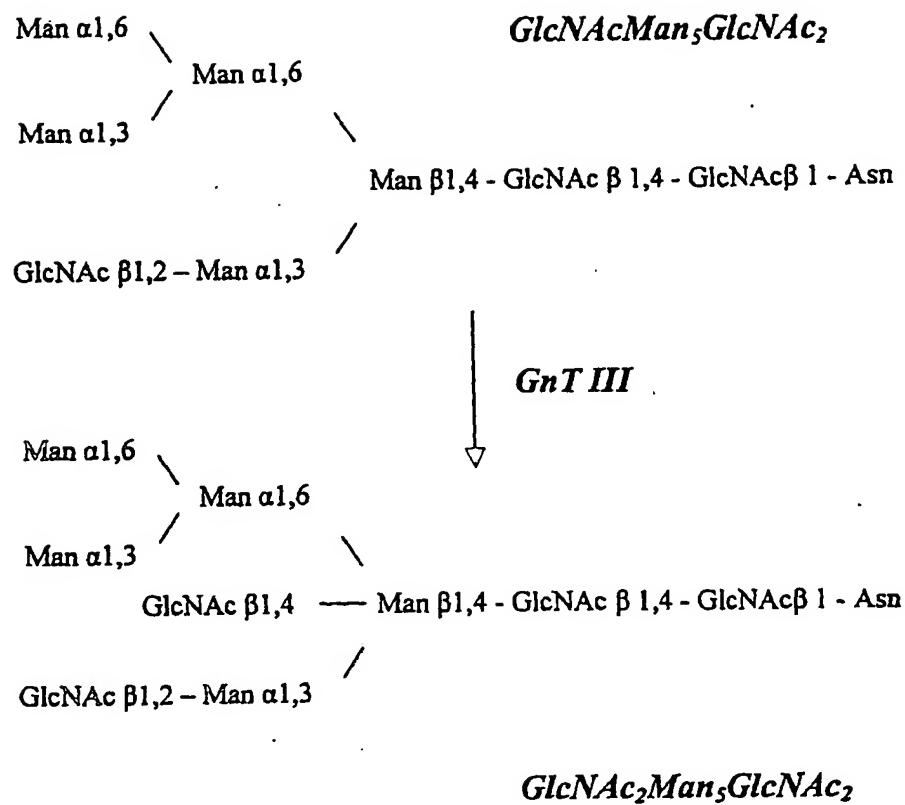 Man α1,6
GlcNAcMan₅GlcNAc₂
Man α1,6
Man α1,3
Man β1,4 - GlcNAc β 1,4 - GlcNAcβ 1 - Asn
GlcNAc β1,2 – Man α1,3
GnT III
Man α1,6
Man α1,6
Man α1,3
GlcNAc β1,4 — Man β1,4 - GlcNAc β 1,4 - GlcNAcβ 1 - Asn
GlcNAc β1,2 – Man α1,3
GlcNAc₂Man₅GlcNAc₂